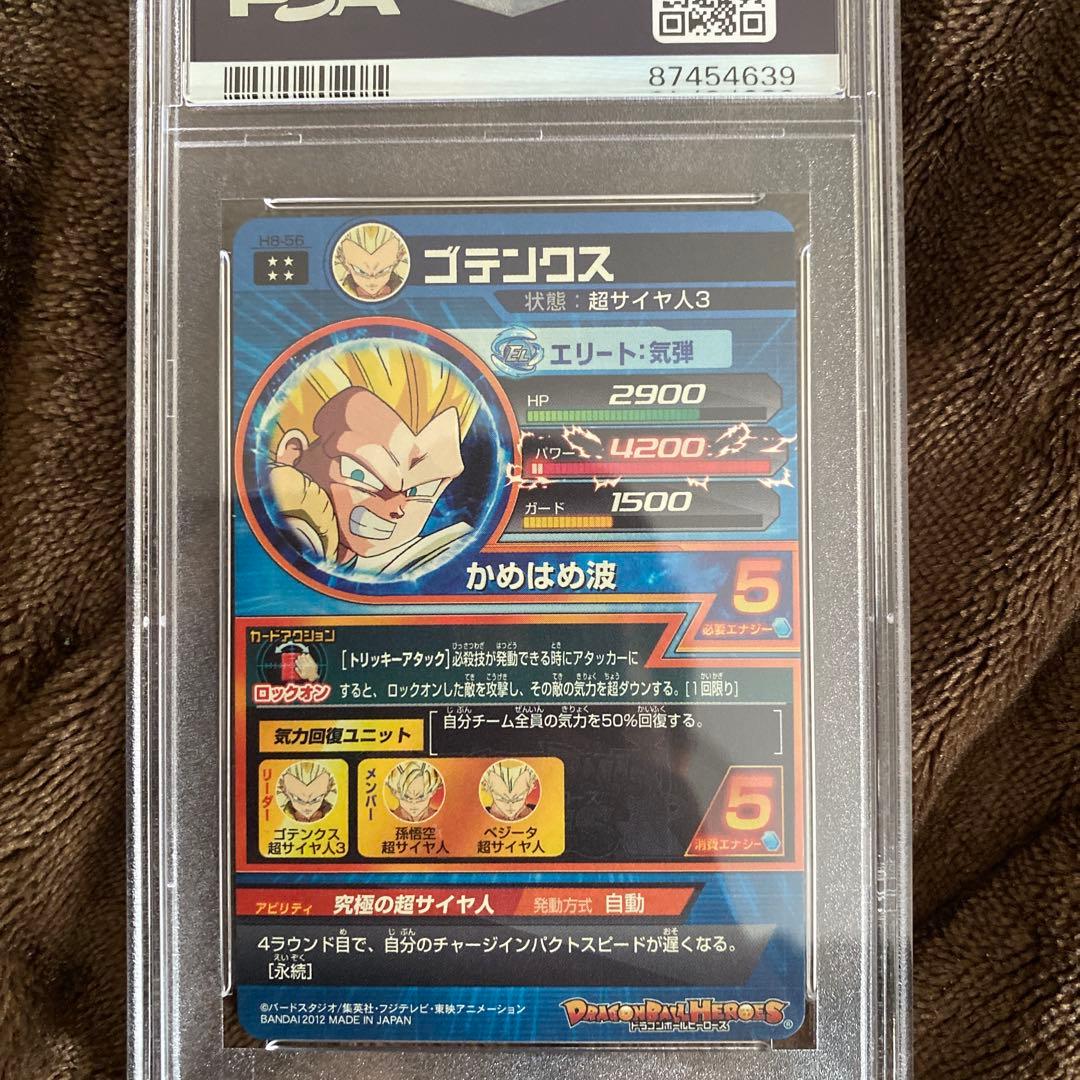 PSA
87454639
H8-56
ゴテンクス
状態：超サイヤ人3
EL エリート：気弾
HP 2900
パワー 4200
ガード 1500
かめはめ波
5
必要エナジー
カードアクション
ロックオン
[トリッキーアタック]必殺技が発動できる時にアタッカーに
すると、ロックオンした敵を攻撃し、その敵の気力を超ダウンする。[1回限り]
気力回復ユニット
自分チーム全員の気力を50%回復する。
リーダー
ゴテンクス
超サイヤ人3
メンバー
孫悟空
超サイヤ人
ベジータ
超サイヤ人
5
消費エナジー
アビリティ 究極の超サイヤ人 発動方式 自動
4ラウンド目で、自分のチャージインパクトスピードが遅くなる。
[永続]
©バードスタジオ/集英社・フジテレビ・東映アニメーション
BANDAI 2012 MADE IN JAPAN
DRAGONBALL HEROES
ドラゴンボールヒーローズ